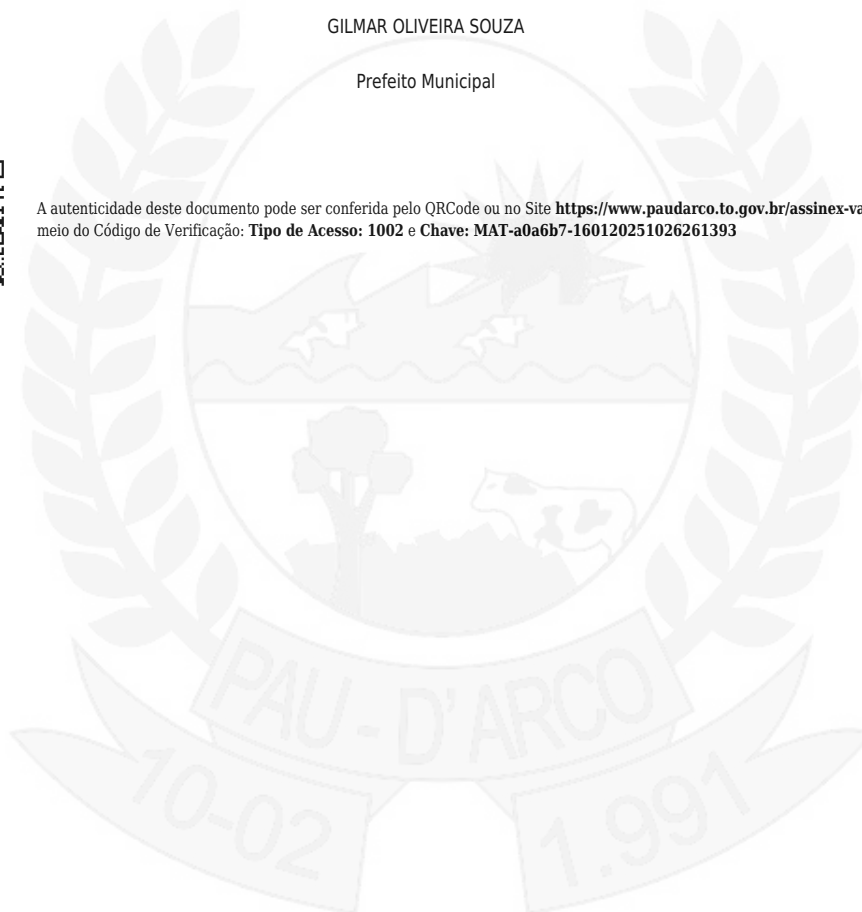 GILMAR OLIVEIRA SOUZA
Prefeito Municipal
A autenticidade deste documento pode ser conferida pelo QRCode ou no Site https://www.paudarco.to.gov.br/assinex-va
meio do Código de Verificação: Tipo de Acesso: 1002 e Chave: MAT-a0a6b7-160120251026261393
PAU - D'ARCO
10-02 1.991